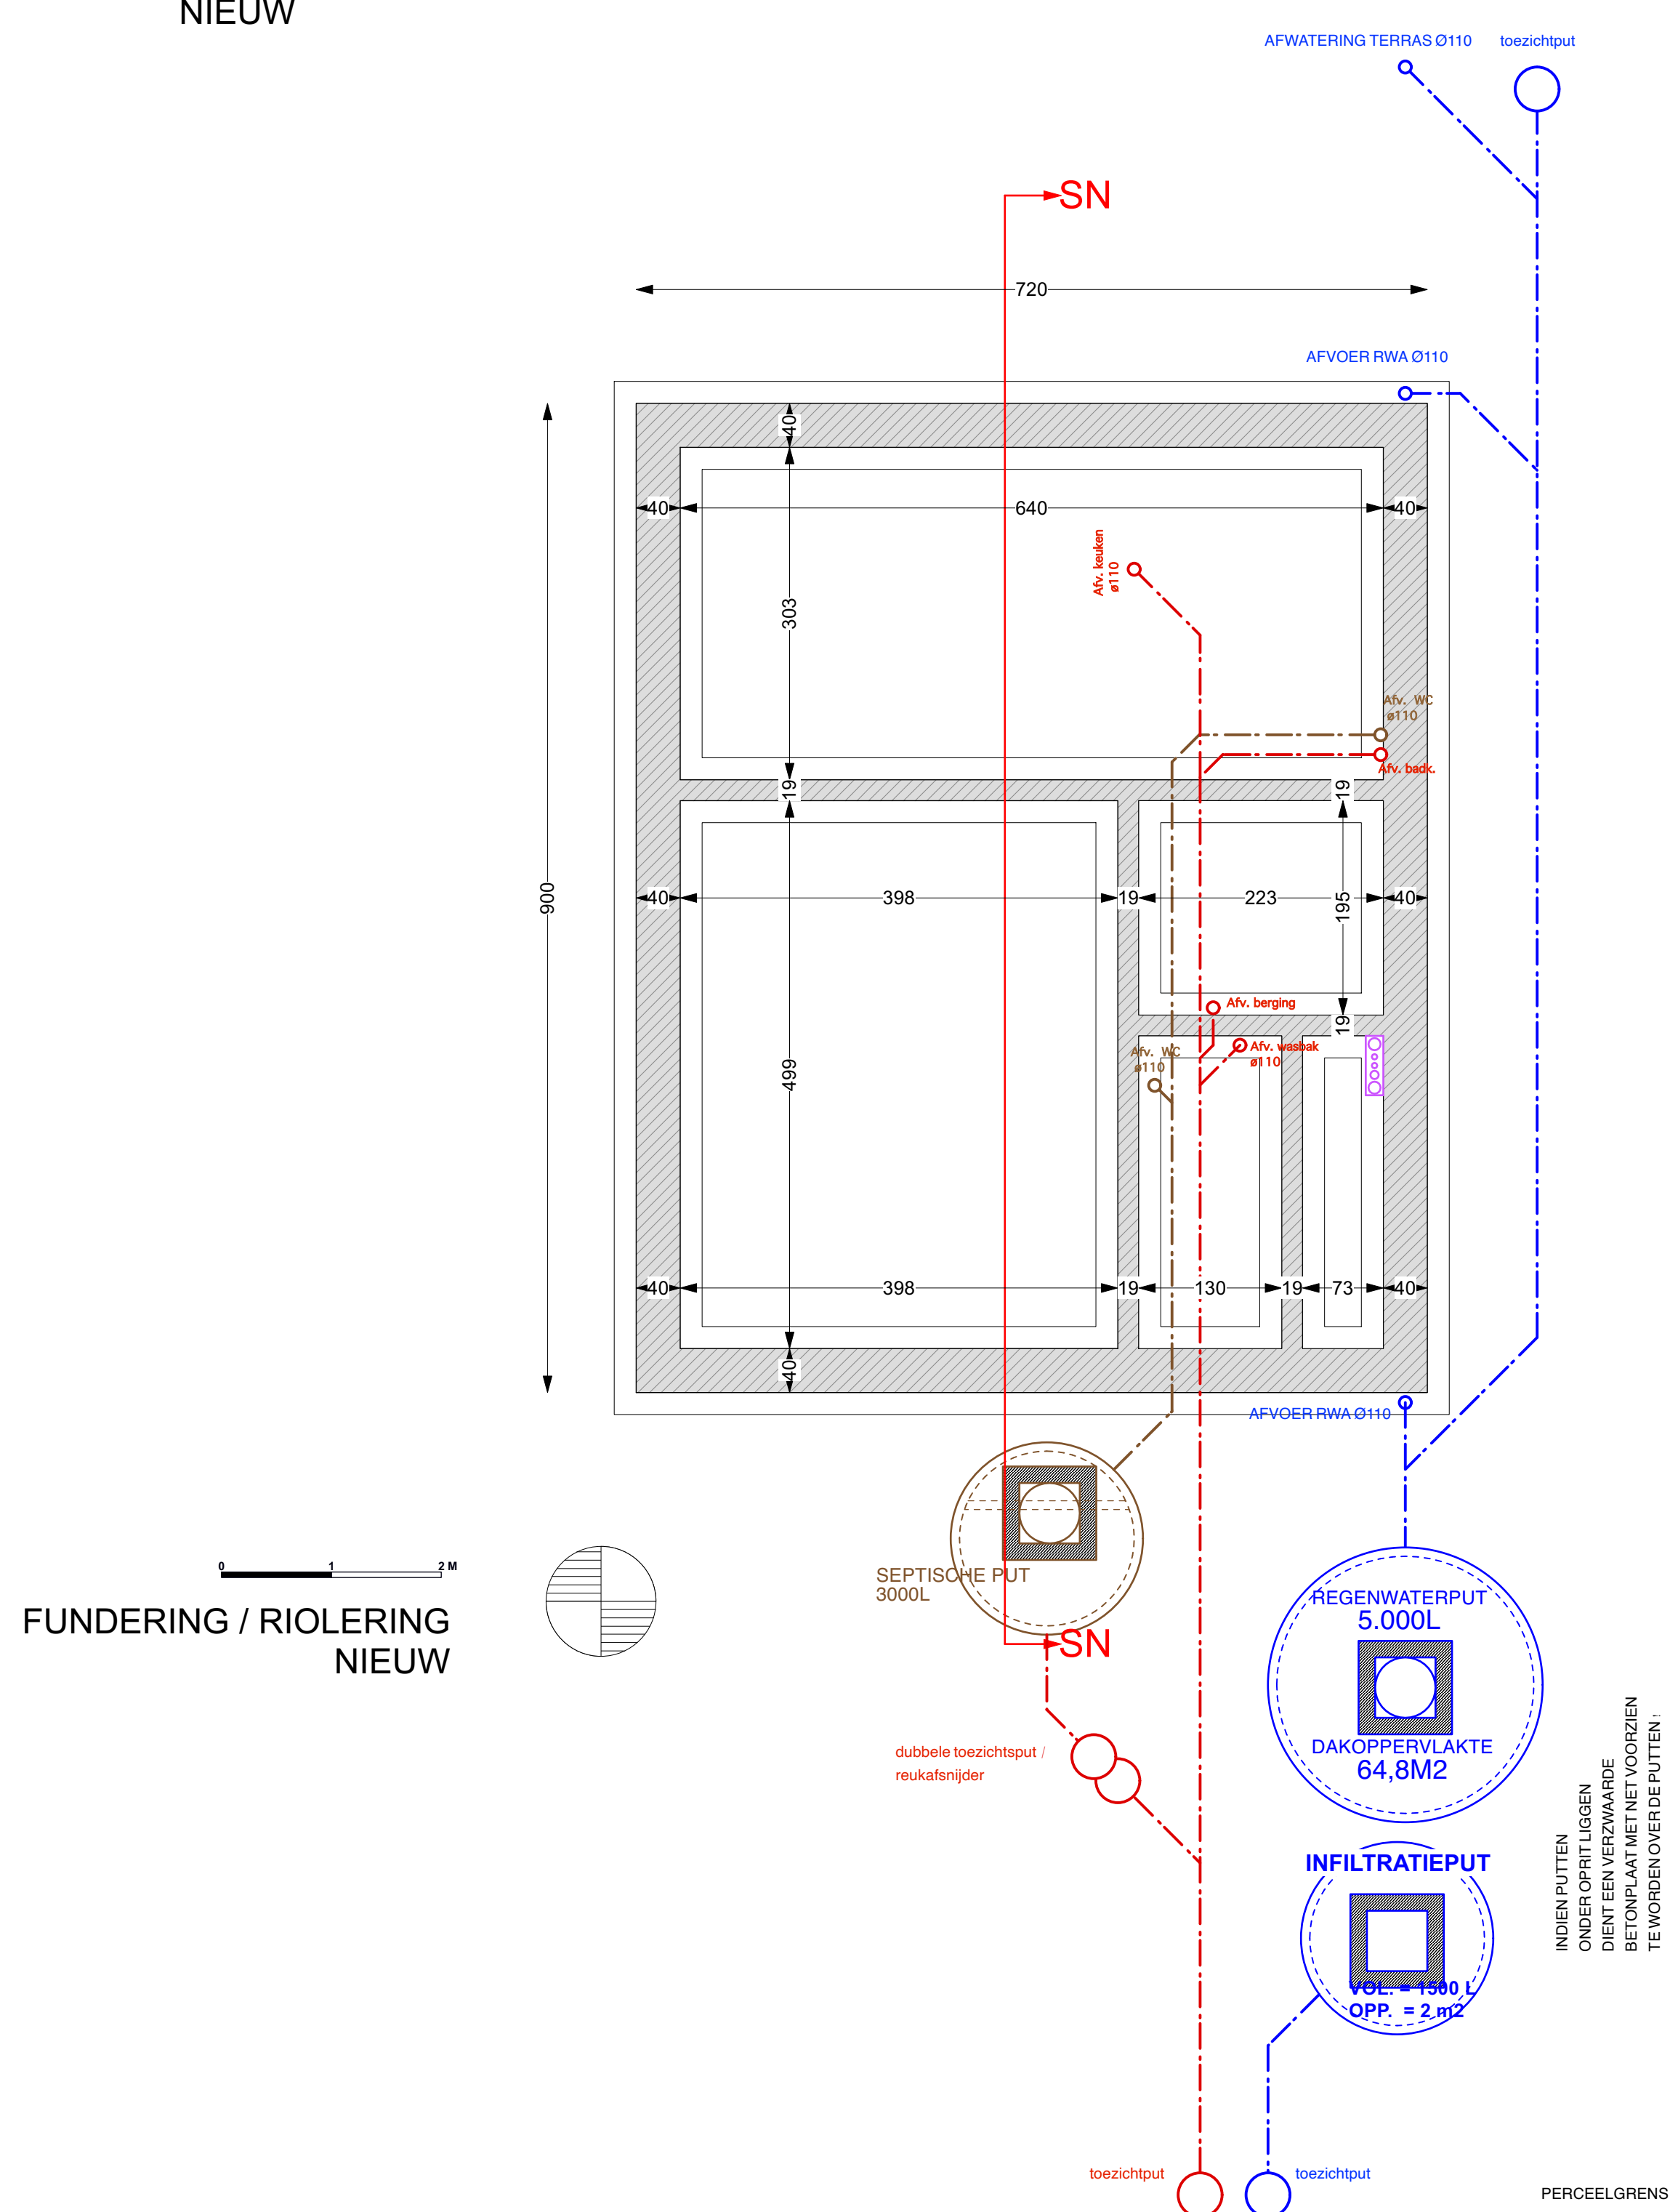 NIEUW
AFWATERING TERRAS Ø110
toezichtput
SN
720
AFVOER RWA Ø110
40
40
640
40
303
Afv. keuken
ø110
Afv. WC
ø110
Afv. badk.
19
19
900
40
398
19
223
195
40
Afv. berging
19
Afv. wasbak
ø110
Afv. WC
ø110
499
40
398
19
130
19
73
40
40
AFVOER RWA Ø110
SEPTISCHE PUT
3000L
0 1 2 M
FUNDERING / RIOLERING
NIEUW
SN
REGENWATERPUT
5.000L
DAKOPPERVLAKTE
64,8M2
dubbele toezichtsput /
reukafsnijder
INFILTRATIEPUT
VOL. = 1500 L
OPP. = 2 m2
INDIEN PUTTEN
ONDER OPRIT LIGGEN
DIENT EEN VERZWAARDE
BETONPLAAT MET NET VOORZIEN
TE WORDEN OVER DE PUTTEN !
toezichtput
toezichtput
PERCEELGRENS